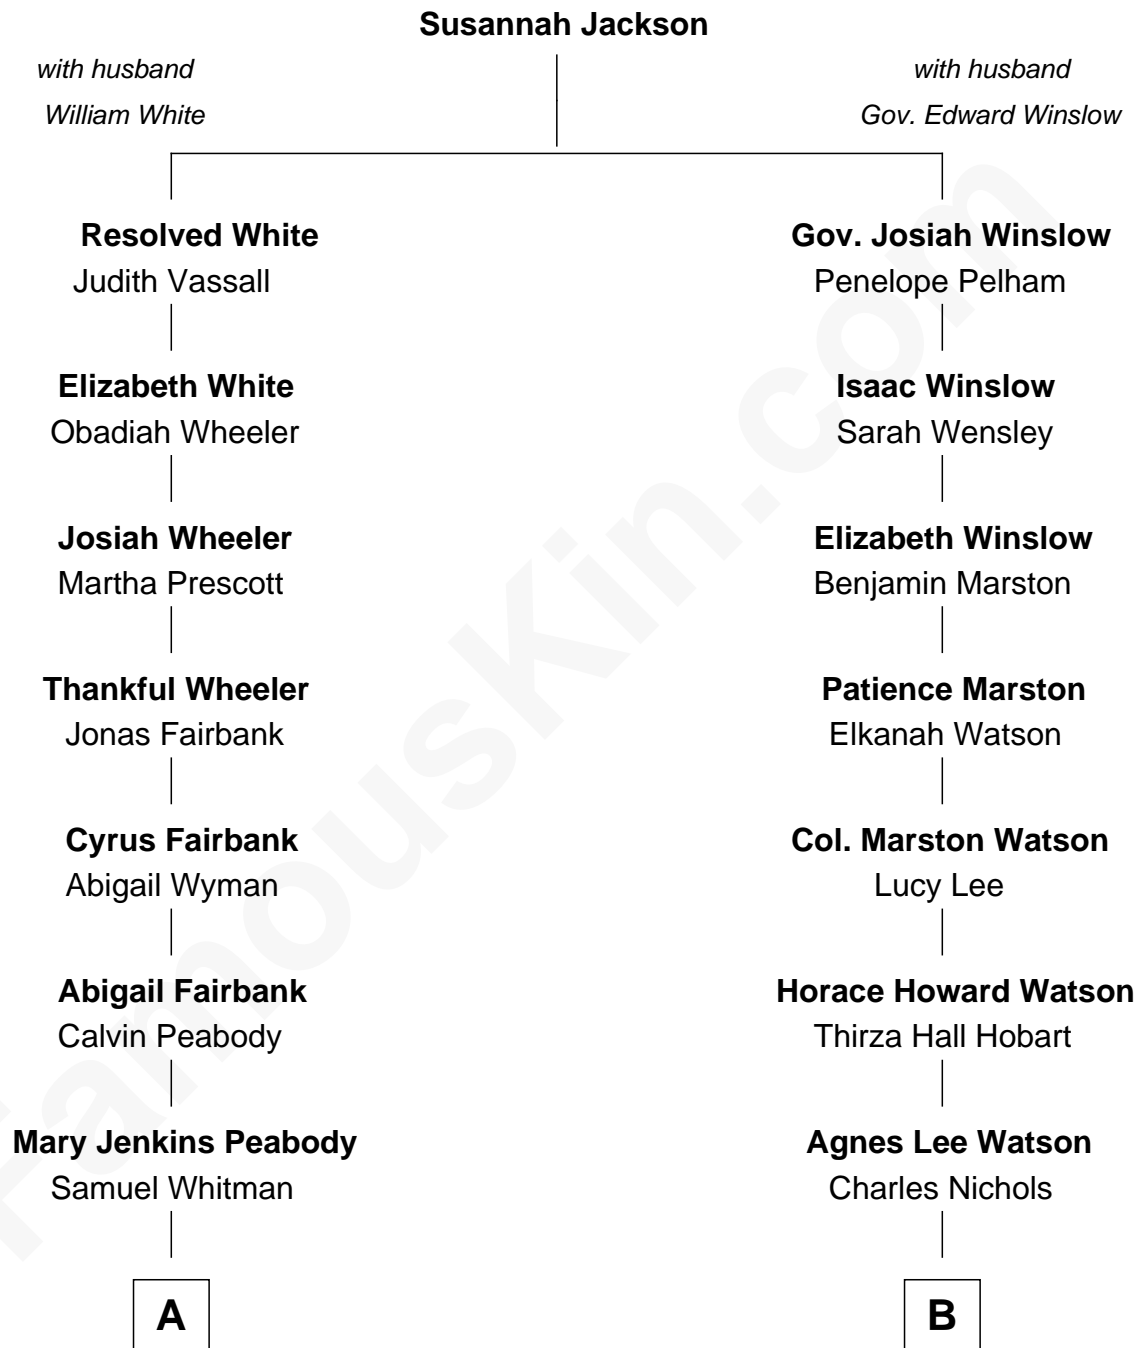 Susannah Jackson
with husband
William White
with husband
Gov. Edward Winslow
Resolved White
Judith Vassall
Elizabeth White
Obadiah Wheeler
Josiah Wheeler
Martha Prescott
Thankful Wheeler
Jonas Fairbank
Cyrus Fairbank
Abigail Wyman
Abigail Fairbank
Calvin Peabody
Mary Jenkins Peabody
Samuel Whitman
A
Gov. Josiah Winslow
Penelope Pelham
Isaac Winslow
Sarah Wensley
Elizabeth Winslow
Benjamin Marston
Patience Marston
Elkanah Watson
Col. Marston Watson
Lucy Lee
Horace Howard Watson
Thirza Hall Hobart
Agnes Lee Watson
Charles Nichols
B
FamousKin.com